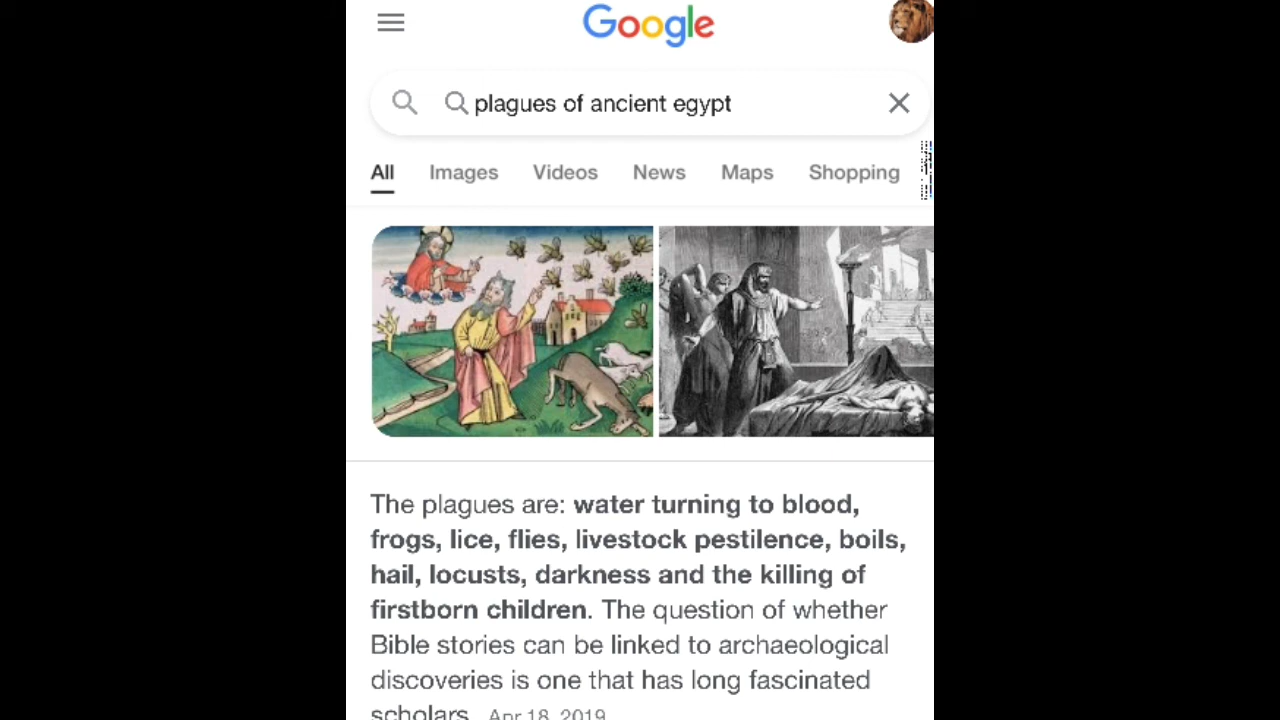 Google
plagues of ancient egypt
All Images Videos News Maps Shopping
The plagues are: water turning to blood,
frogs, lice, flies, livestock pestilence, boils,
hail, locusts, darkness and the killing of
firstborn children. The question of whether
Bible stories can be linked to archaeological
discoveries is one that has long fascinated
scholars. Apr 18, 2019